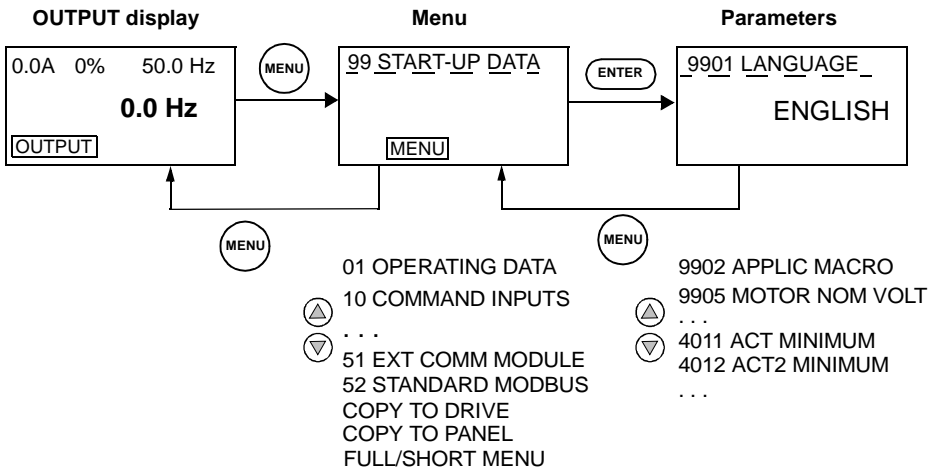 OUTPUT display
Menu
Parameters
0.0A 0% 50.0 Hz
0.0 Hz
OUTPUT
MENU
99 START-UP DATA
MENU
ENTER
9901 LANGUAGE
ENGLISH
MENU
MENU
01 OPERATING DATA
10 COMMAND INPUTS
. . .
51 EXT COMM MODULE
52 STANDARD MODBUS
COPY TO DRIVE
COPY TO PANEL
FULL/SHORT MENU
9902 APPLIC MACRO
9905 MOTOR NOM VOLT
. . .
4011 ACT MINIMUM
4012 ACT2 MINIMUM
. . .